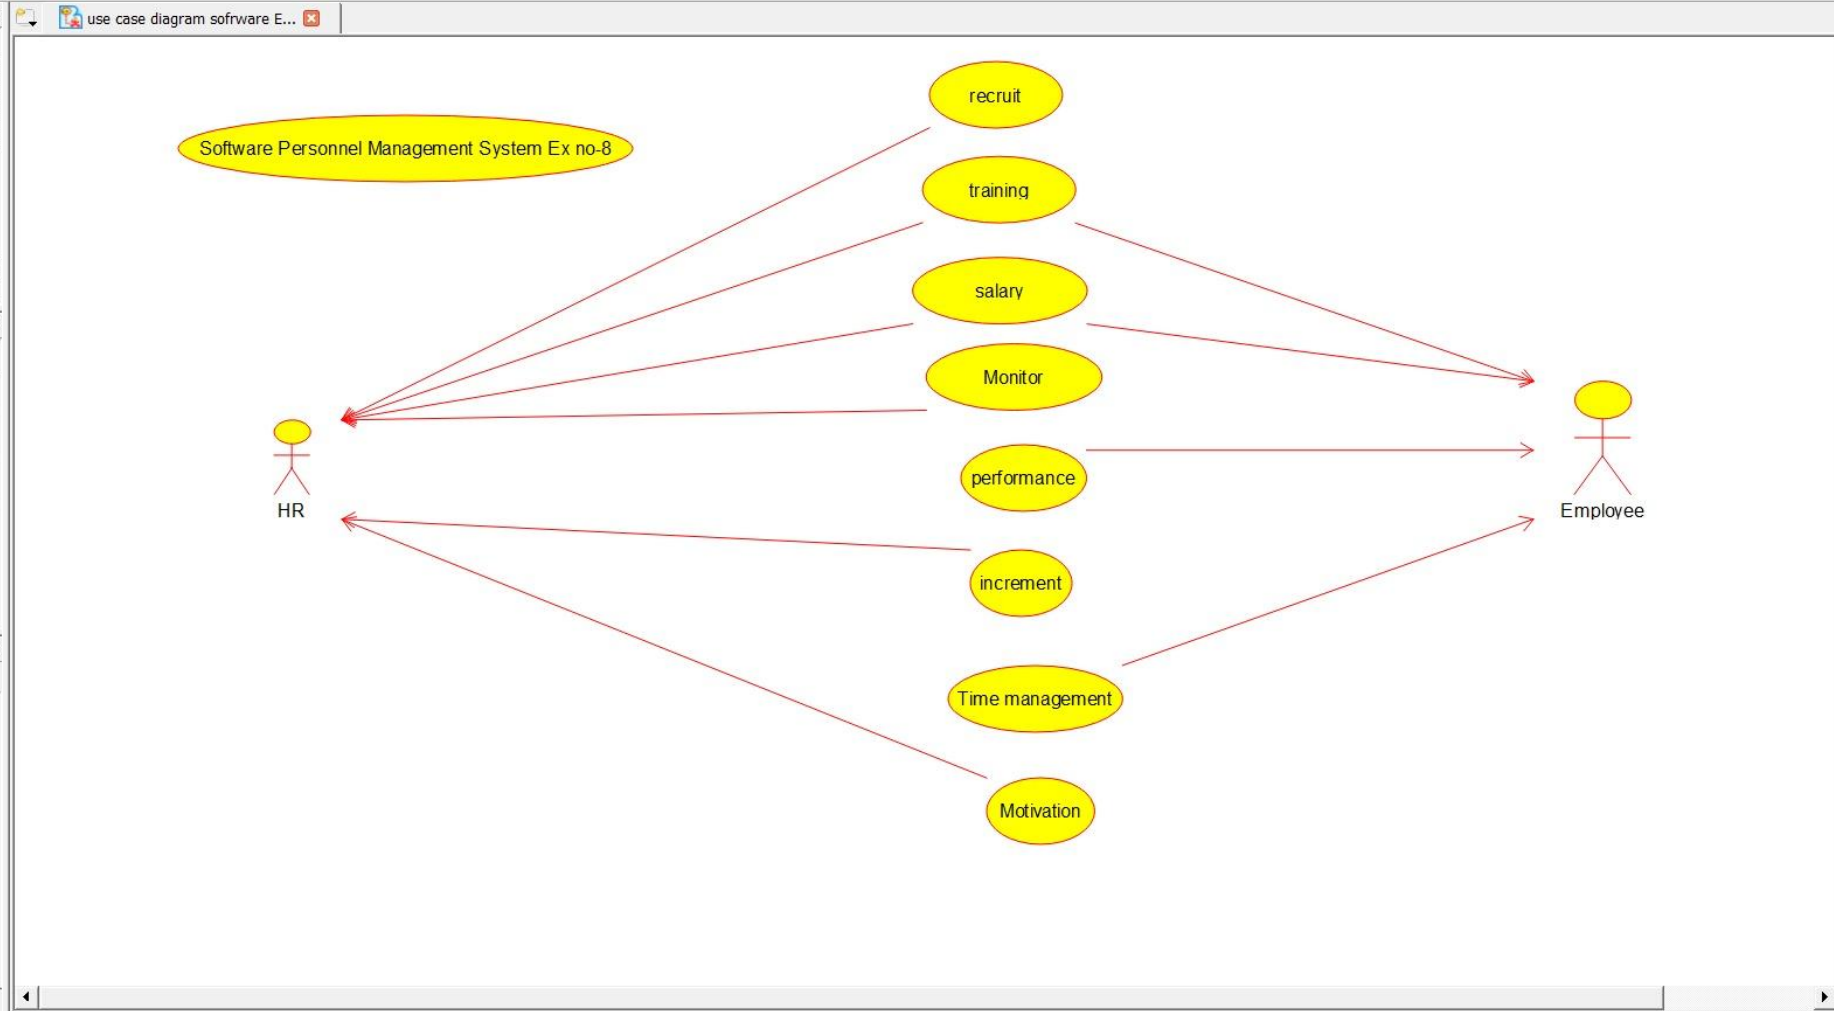 use case diagram sofrware E...
recruit
Software Personnel Management System Ex no-8
training
salary
Monitor
performance
HR
Employee
increment
Time management
Motivation